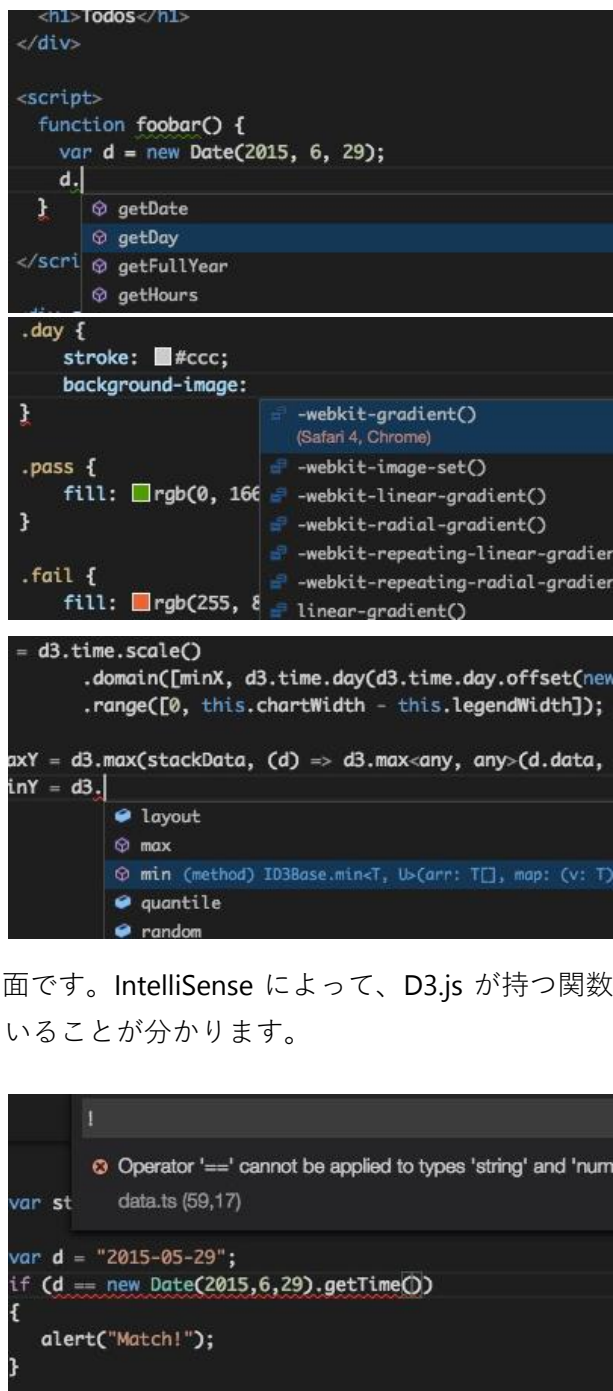 <h1>Todos</h1>
</div>
<script>
function foobar() {
var d = new Date(2015, 6, 29);
d.
} getDate
getDay
</scri getFullYear
getHours
.day {
stroke: #ccc;
background-image:
} -webkit-gradient()
(Safari 4, Chrome)
.pass { -webkit-image-set()
fill: rgb(0, 166 -webkit-linear-gradient()
} -webkit-radial-gradient()
-webkit-repeating-linear-gradier
.fail { -webkit-repeating-radial-gradier
fill: rgb(255, 8 linear-gradient()
= d3.time.scale()
.domain([minX, d3.time.day(d3.time.day.offset(new
.range([0, this.chartWidth - this.legendWidth]);
axY = d3.max(stackData, (d) => d3.max<any, any>(d.data,
inY = d3.
layout
max
min (method) ID3Base.min<T, U>(arr: T[], map: (v: T)
quantile
random
面です。IntelliSense によって、D3.js が持つ関数
いることが分かります。
!
Operator '==' cannot be applied to types 'string' and 'num
var st data.ts (59,17)
var d = "2015-05-29";
if (d == new Date(2015,6,29).getTime())
{
alert("Match!");
}